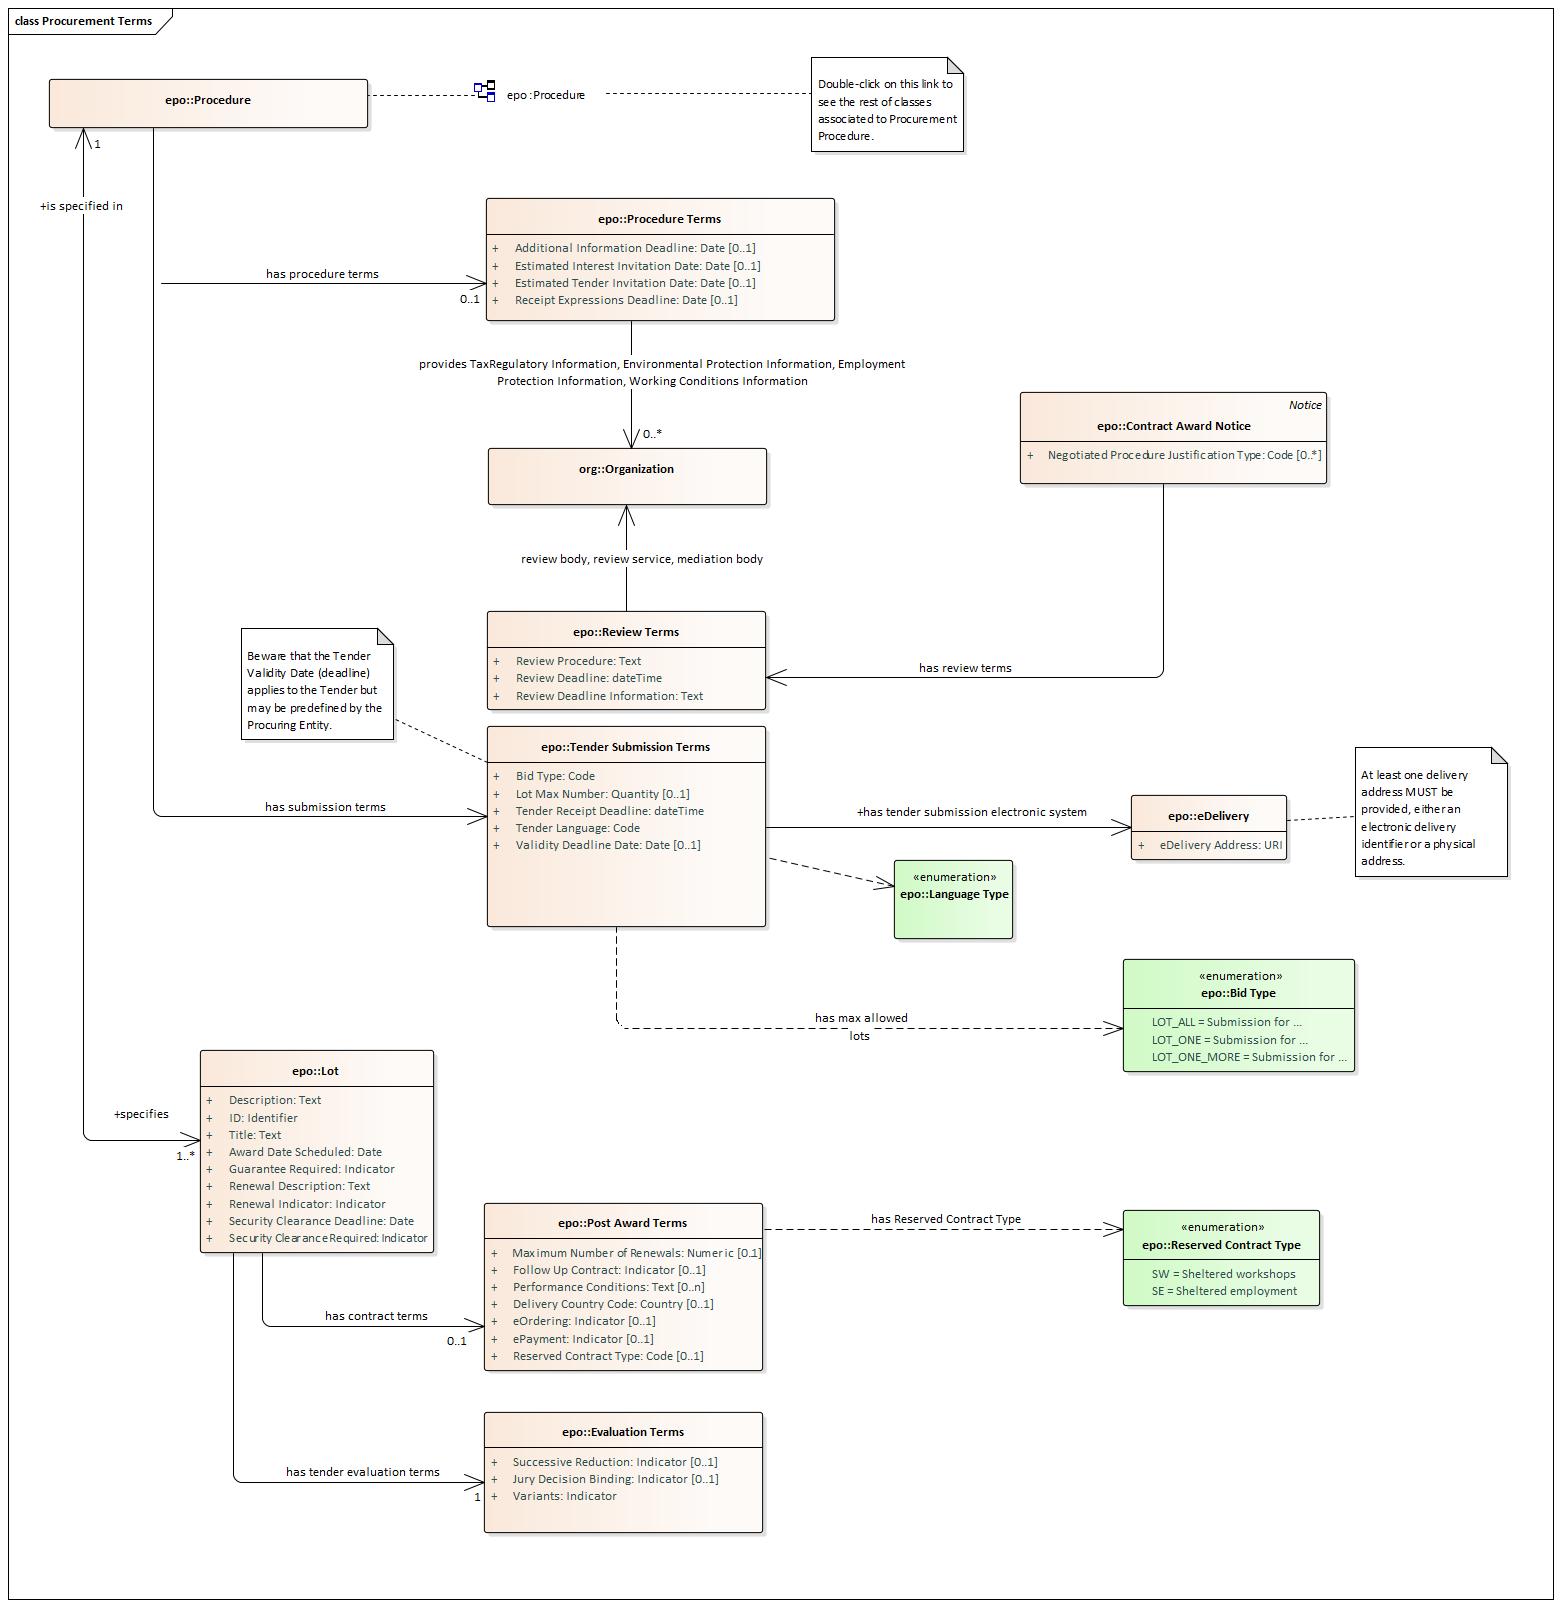 class Procurement Terms
epo::Procedure
epo :Procedure
Double-click on this link to
see the rest of classes
associated to Procurement
Procedure.
1
+is specified in
epo::Procedure Terms
+ Additional Information Deadline: Date [0..1]
+ Estimated Interest Invitation Date: Date [0..1]
+ Estimated Tender Invitation Date: Date [0..1]
+ Receipt Expressions Deadline: Date [0..1]
has procedure terms
0..1
provides TaxRegulatory Information, Environmental Protection Information, Employment
Protection Information, Working Conditions Information
0..*
Notice
epo::Contract Award Notice
+ Negotiated Procedure Justification Type: Code [0..*]
org::Organization
review body, review service, mediation body
epo::Review Terms
+ Review Procedure: Text
+ Review Deadline: dateTime
+ Review Deadline Information: Text
has review terms
Beware that the Tender
Validity Date (deadline)
applies to the Tender but
may be predefined by the
Procuring Entity.
epo::Tender Submission Terms
+ Bid Type: Code
+ Lot Max Number: Quantity [0..1]
+ Tender Receipt Deadline: dateTime
+ Tender Language: Code
+ Validity Deadline Date: Date [0..1]
has submission terms
+has tender submission electronic system
epo::eDelivery
+ eDelivery Address: URI
At least one delivery
address MUST be
provided, either an
electronic delivery
identifier or a physical
address.
«enumeration»
epo::Language Type
«enumeration»
epo::Bid Type
LOT_ALL = Submission for ...
LOT_ONE = Submission for ...
LOT_ONE_MORE = Submission for ...
has max allowed
lots
epo::Lot
+ Description: Text
+ ID: Identifier
+ Title: Text
+ Award Date Scheduled: Date
+ Guarantee Required: Indicator
+ Renewal Description: Text
+ Renewal Indicator: Indicator
+ Security Clearance Deadline: Date
+ Security Clearance Required: Indicator
+specifies
1..*
epo::Post Award Terms
+ Maximum Number of Renewals: Numeric [0.1]
+ Follow Up Contract: Indicator [0..1]
+ Performance Conditions: Text [0..n]
+ Delivery Country Code: Country [0..1]
+ eOrdering: Indicator [0..1]
+ ePayment: Indicator [0..1]
+ Reserved Contract Type: Code [0..1]
has Reserved Contract Type
«enumeration»
epo::Reserved Contract Type
SW = Sheltered workshops
SE = Sheltered employment
has contract terms
0..1
epo::Evaluation Terms
+ Successive Reduction: Indicator [0..1]
+ Jury Decision Binding: Indicator [0..1]
+ Variants: Indicator
has tender evaluation terms
1